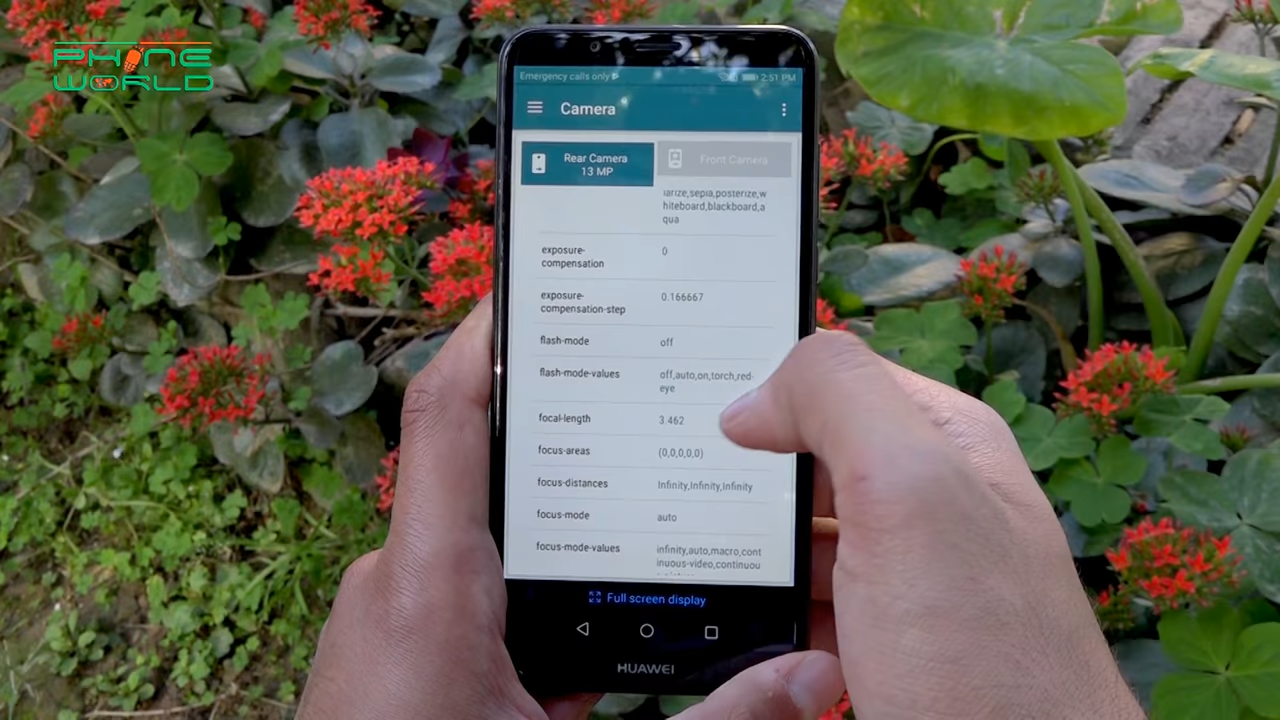 PHONE
WORLD
Emergency calls only
2:51 PM
Camera
Rear Camera
13 MP
Front Camera
larize,sepia,posterize,w
hiteboard,blackboard,a
qua
exposure-
compensation
0
exposure-
compensation-step
0.166667
flash-mode
off
flash-mode-values
off,auto,on,torch,red-
eye
focal-length
3.462
focus-areas
(0,0,0,0,0)
focus-distances
Infinity,Infinity,Infinity
focus-mode
auto
focus-mode-values
infinity,auto,macro,cont
inuous-video,continuou
Full screen display
HUAWEI